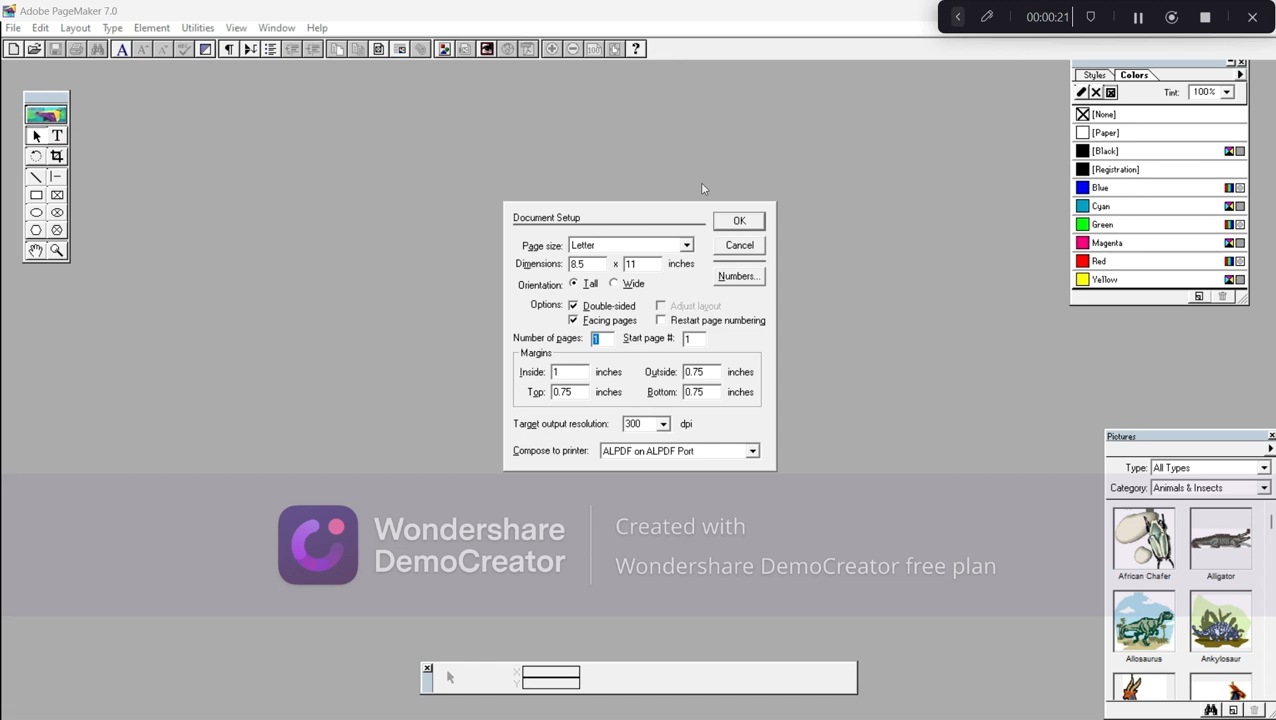 Adobe PageMaker 7.0
00:00:21
File Edit Layout Type Element Utilities View Window Help
Styles Colors
Tint: 100%
[None]
[Paper]
[Black]
[Registration]
Blue
Cyan
Green
Magenta
Red
Yellow
Document Setup
OK
Page size: Letter
Cancel
Dimensions: 8.5 x 11 inches
Numbers...
Orientation: Tall Wide
Options: Double-sided Adjust layout
Facing pages Restart page numbering
Number of pages: 1 Start page #: 1
Margins
Inside: 1 inches Outside: 0.75 inches
Top: 0.75 inches Bottom: 0.75 inches
Target output resolution: 300 dpi
Compose to printer: ALPDF on ALPDF Port
Pictures
Type: All Types
Category: Animals & Insects
African Chafer Alligator
Allosaurus Ankylosaur
Wondershare
DemoCreator
Created with
Wondershare DemoCreator free plan
X
Y